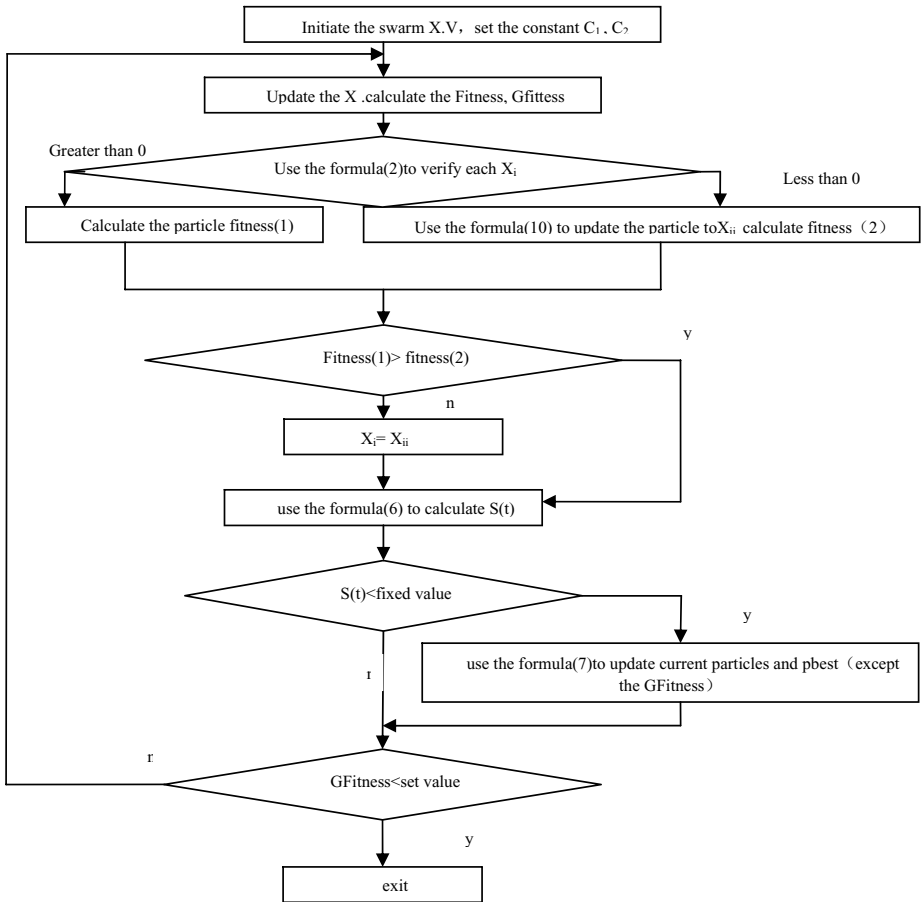 Initiate the swarm X.V，set the constant C₁ , C₂
Update the X .calculate the Fitness, Gfittess
Greater than 0
Use the formula(2)to verify each Xᵢ
Less than 0
Calculate the particle fitness(1)
Use the formula(10) to update the particle toXᵢᵢ calculate fitness（2）
y
Fitness(1)> fitness(2)
n
Xᵢ= Xᵢᵢ
use the formula(6) to calculate S(t)
S(t)<fixed value
y
use the formula(7)to update current particles and pbest（except
the GFitness）
n
GFitness<set value
y
exit